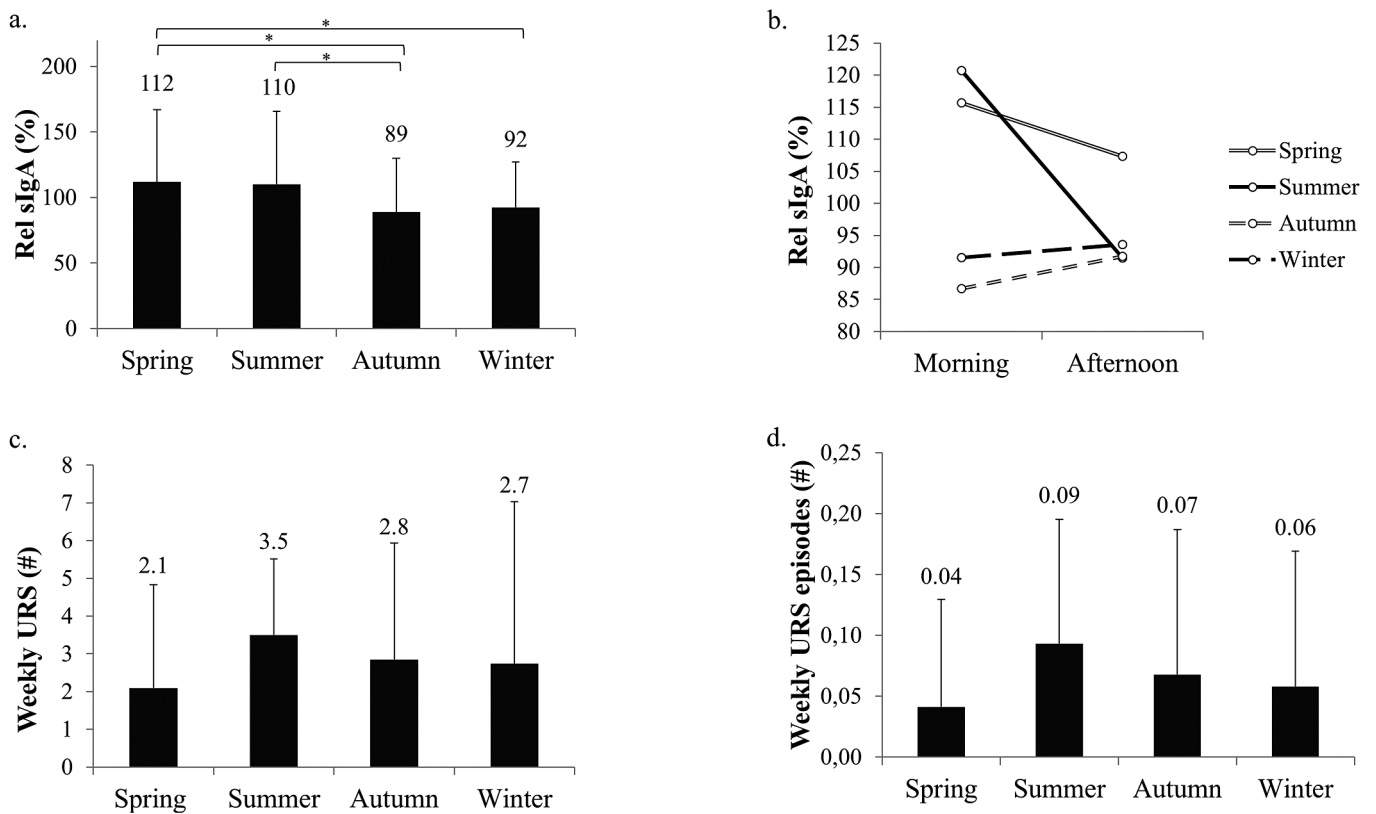 a.
*
*
*
Rel sIgA (%)
200
150
100
50
0
112
110
89
92
Spring Summer Autumn Winter
b.
Rel sIgA (%)
125
120
115
110
105
100
95
90
85
80
Morning Afternoon
Spring
Summer
Autumn
Winter
c.
Weekly URS (#)
8
7
6
5
4
3
2
1
0
2.1
3.5
2.8
2.7
Spring Summer Autumn Winter
d.
Weekly URS episodes (#)
0,25
0,20
0,15
0,10
0,05
0,00
0.04
0.09
0.07
0.06
Spring Summer Autumn Winter